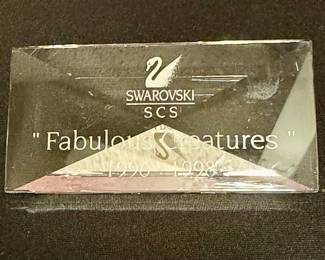 SWAROVSKI
SCS
" Fabulous Creatures "
1996 - 1998